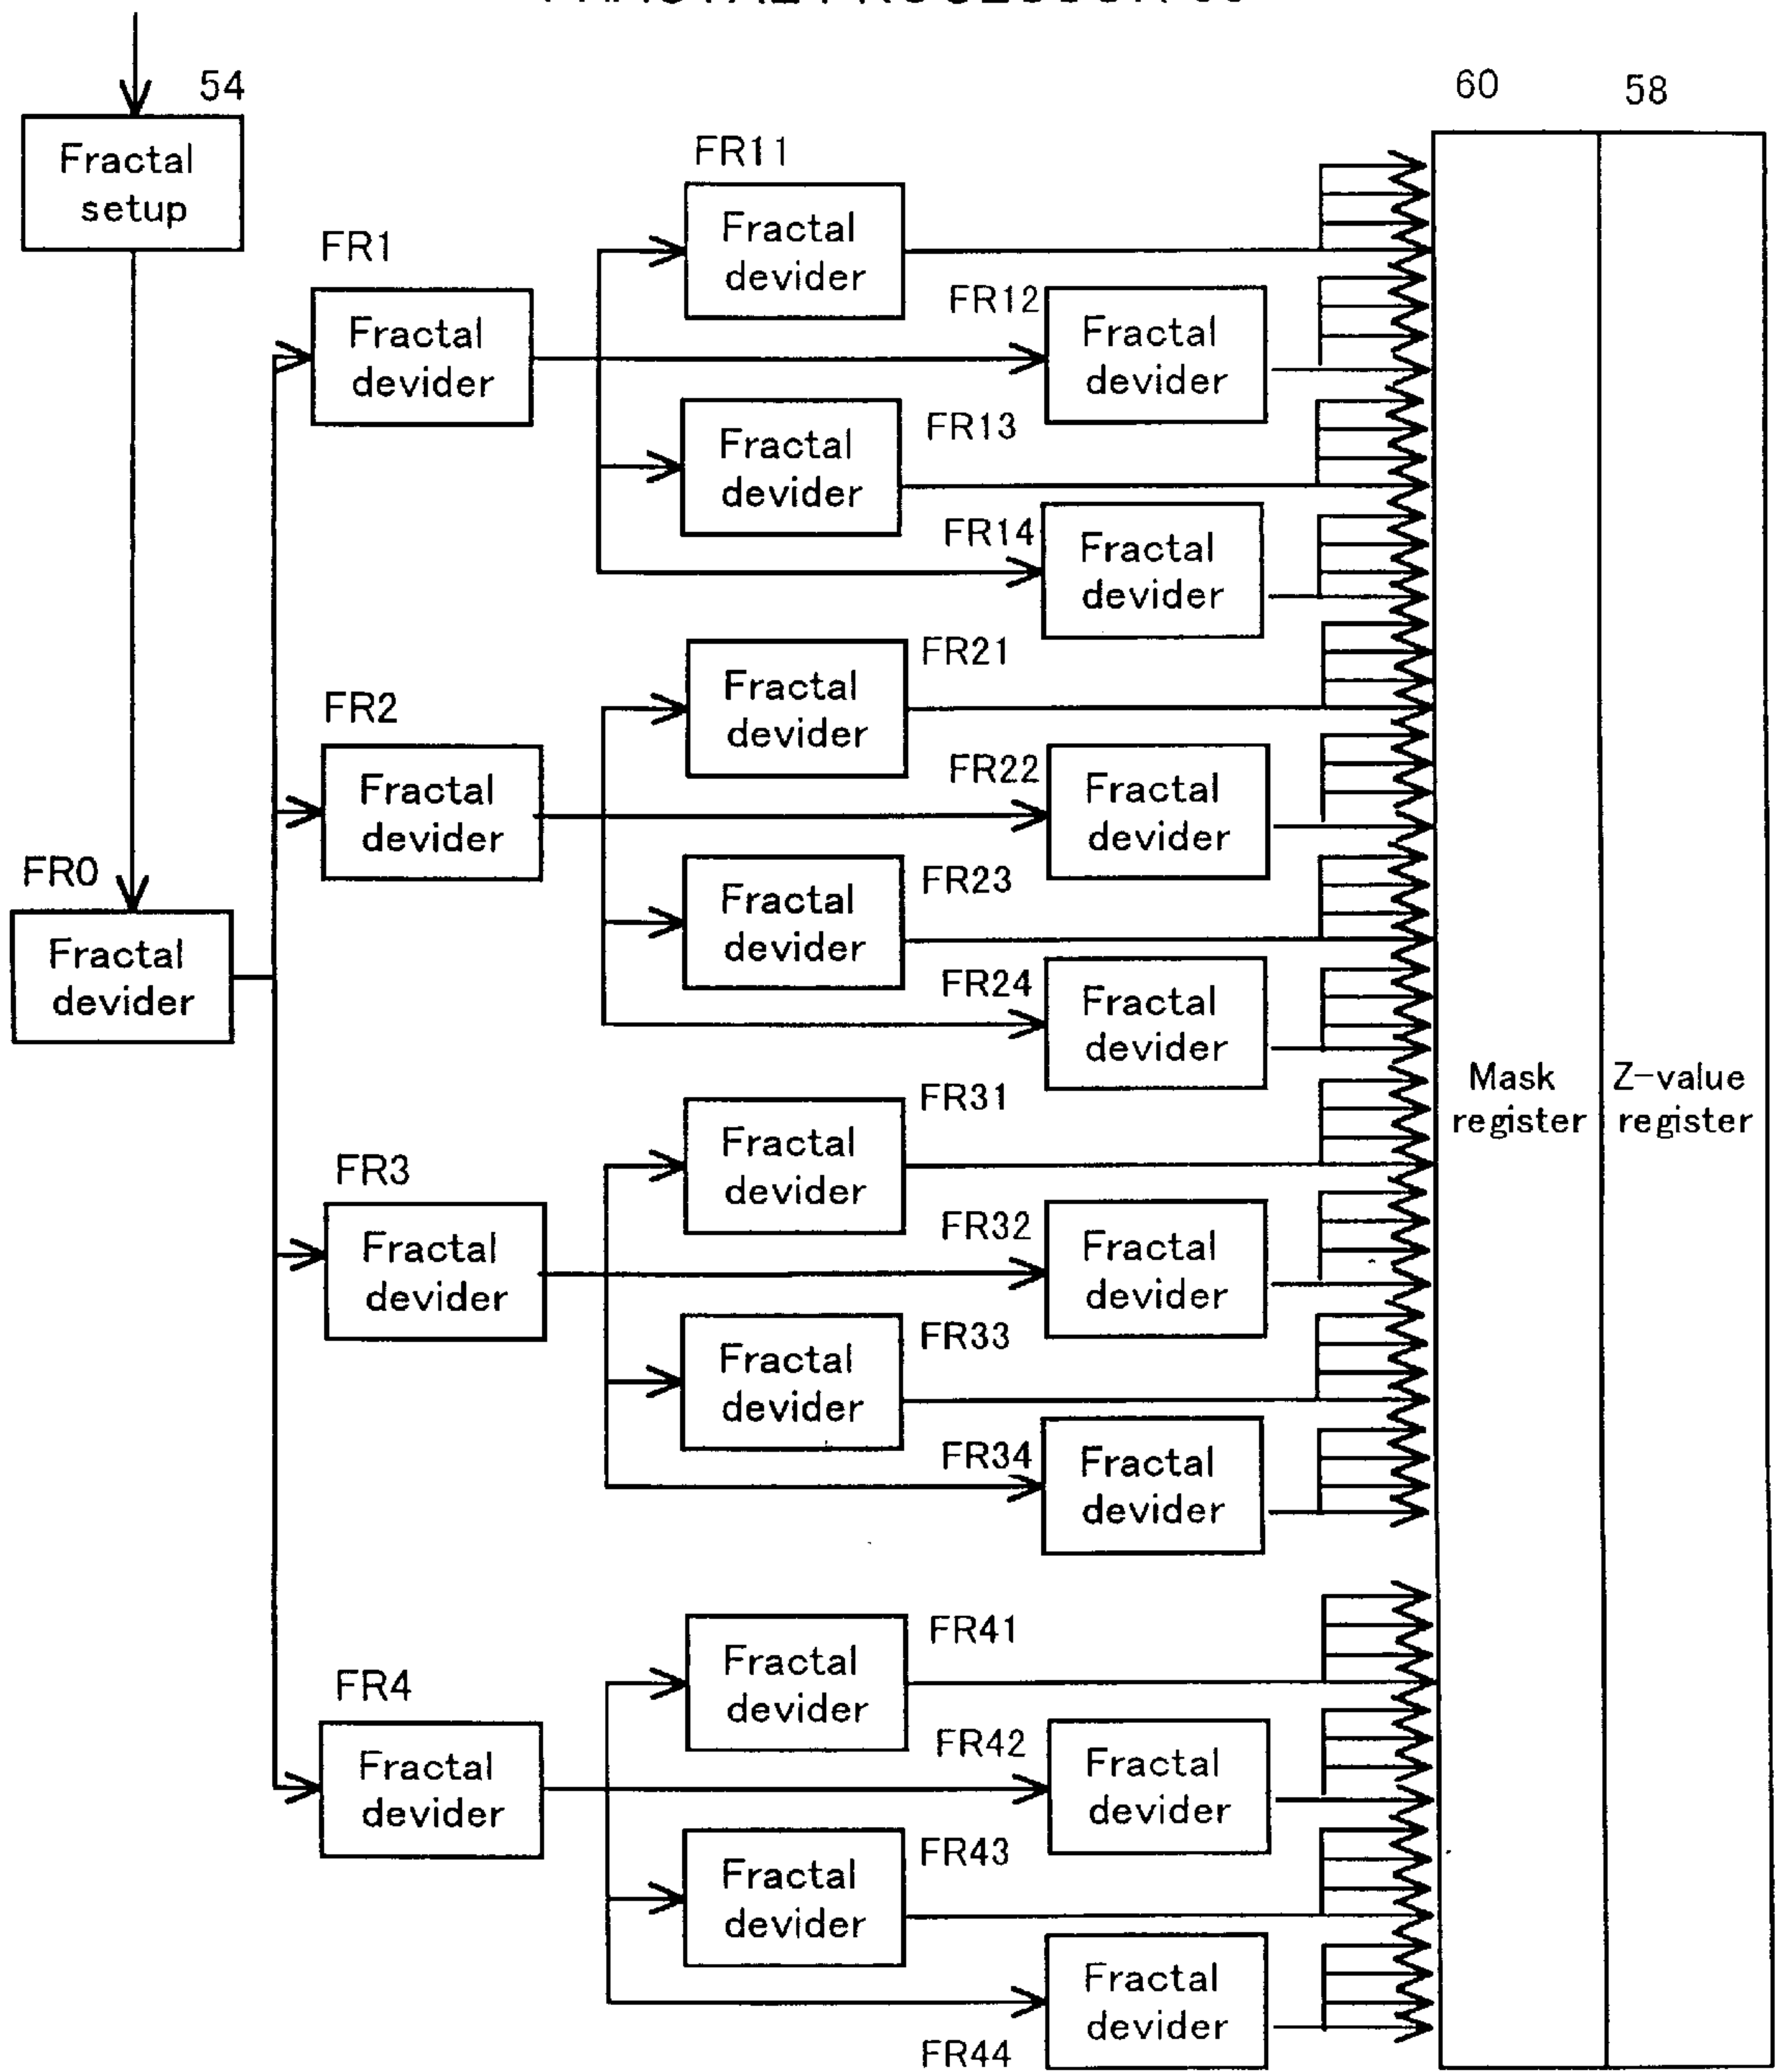 54
60
58
Fractal
setup
FR11
Fractal
devider
FR1
Fractal
devider
FR12
Fractal
devider
FR13
Fractal
devider
FR14
Fractal
devider
FR21
Fractal
devider
FR2
Fractal
devider
FR22
Fractal
devider
FR23
Fractal
devider
FR0
Fractal
devider
FR24
Fractal
devider
Mask
register
Z-value
register
FR31
Fractal
devider
FR3
Fractal
devider
FR32
Fractal
devider
FR33
Fractal
devider
FR34
Fractal
devider
FR41
Fractal
devider
FR4
Fractal
devider
FR42
Fractal
devider
FR43
Fractal
devider
FR44
Fractal
devider